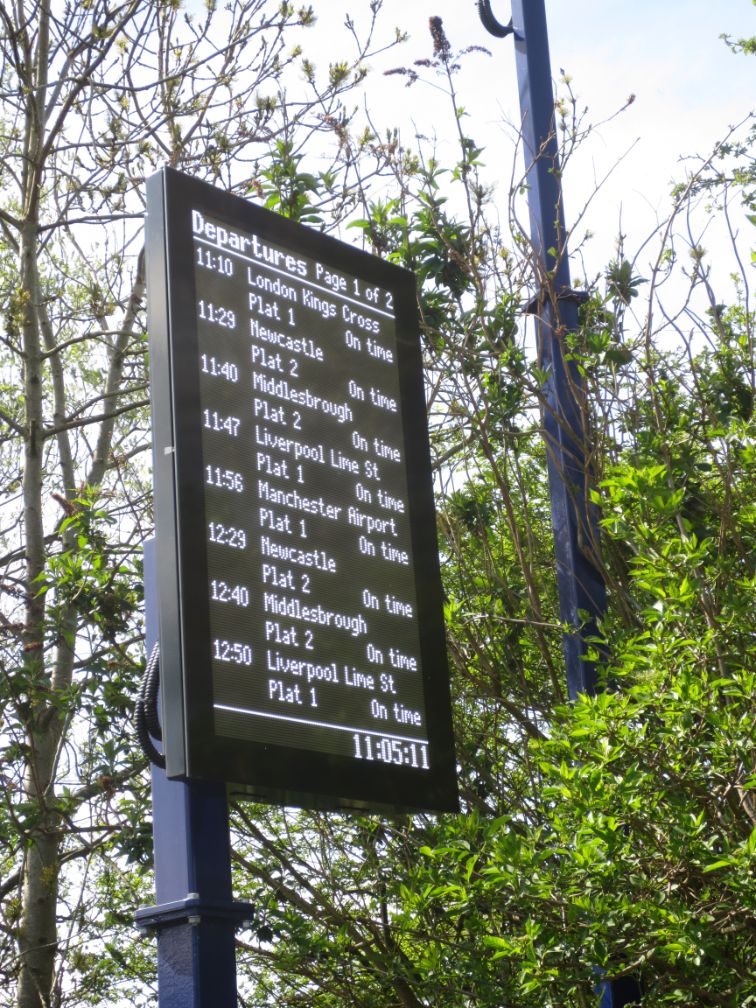 Departures Page 1 of 2
11:10 London Kings Cross
Plat 1 On time
11:29 Newcastle
Plat 2 On time
11:40 Middlesbrough
Plat 2 On time
11:47 Liverpool Lime St
Plat 1 On time
11:56 Manchester Airport
Plat 1 On time
12:29 Newcastle
Plat 2 On time
12:40 Middlesbrough
Plat 2 On time
12:50 Liverpool Lime St
Plat 1 On time
11:05:11